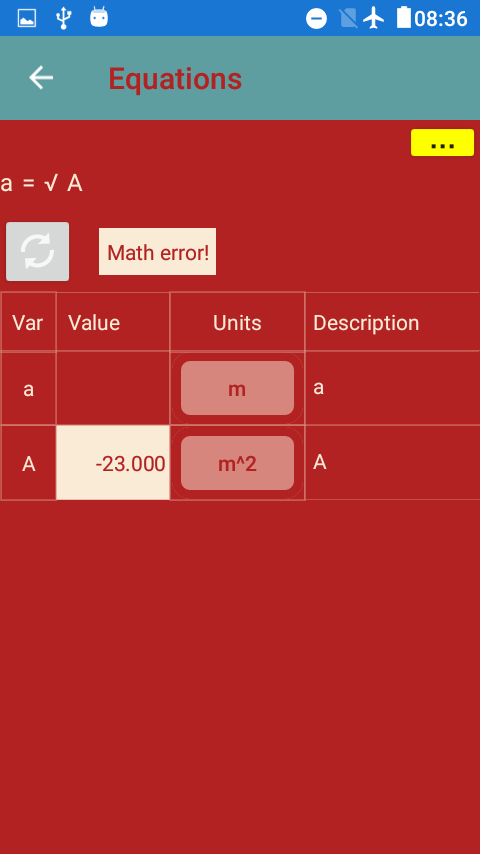 08:36
Equations
...
a = √ A
Math error!
Var Value Units Description
a m a
A -23.000 m^2 A